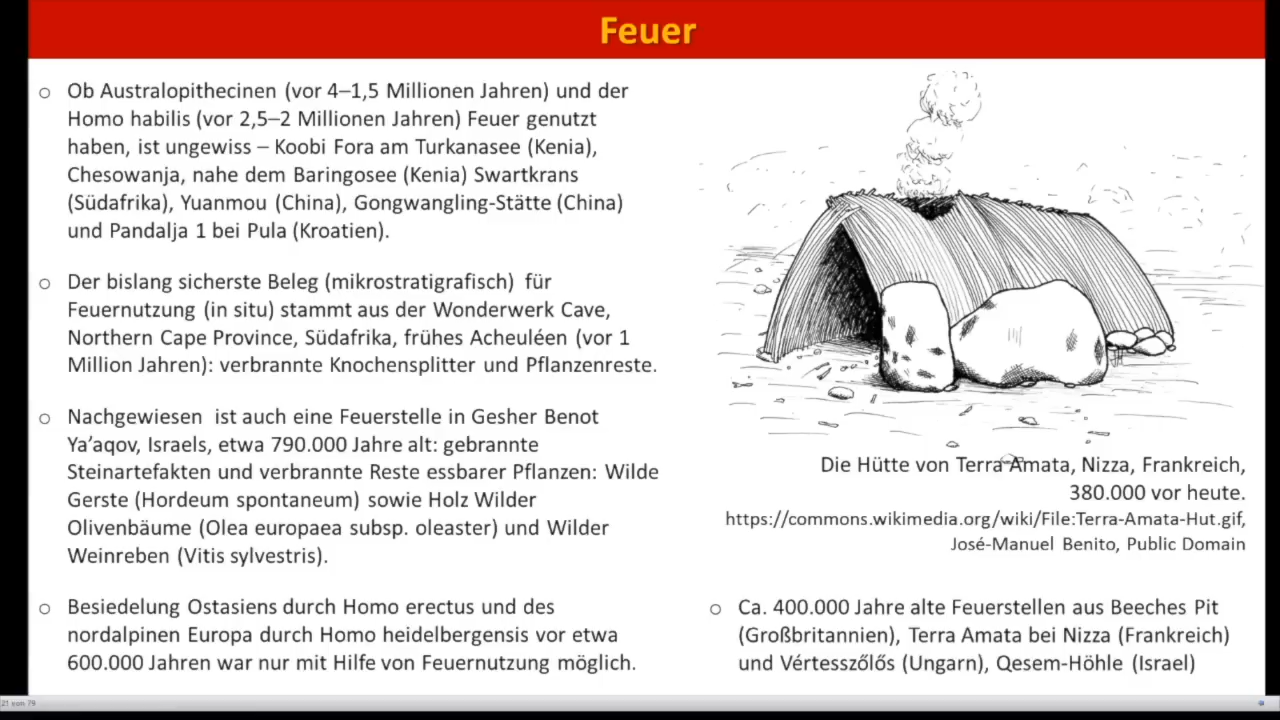 Feuer
○ Ob Australopithecinen (vor 4–1,5 Millionen Jahren) und der
Homo habilis (vor 2,5–2 Millionen Jahren) Feuer genutzt
haben, ist ungewiss – Koobi Fora am Turkanasee (Kenia),
Chesowanja, nahe dem Baringosee (Kenia) Swartkrans
(Südafrika), Yuanmou (China), Gongwangling-Stätte (China)
und Pandalja 1 bei Pula (Kroatien).
○ Der bislang sicherste Beleg (mikrostratigrafisch) für
Feuernutzung (in situ) stammt aus der Wonderwerk Cave,
Northern Cape Province, Südafrika, frühes Acheuléen (vor 1
Million Jahren): verbrannte Knochensplitter und Pflanzenreste.
○ Nachgewiesen ist auch eine Feuerstelle in Gesher Benot
Ya’aqov, Israels, etwa 790.000 Jahre alt: gebrannte
Steinartefakten und verbrannte Reste essbarer Pflanzen: Wilde
Gerste (Hordeum spontaneum) sowie Holz Wilder
Olivenbäume (Olea europaea subsp. oleaster) und Wilder
Weinreben (Vitis sylvestris).
○ Besiedelung Ostasiens durch Homo erectus und des
nordalpinen Europa durch Homo heidelbergensis vor etwa
600.000 Jahren war nur mit Hilfe von Feuernutzung möglich.
Die Hütte von Terra Amata, Nizza, Frankreich,
380.000 vor heute.
https://commons.wikimedia.org/wiki/File:Terra-Amata-Hut.gif,
José-Manuel Benito, Public Domain
○ Ca. 400.000 Jahre alte Feuerstellen aus Beeches Pit
(Großbritannien), Terra Amata bei Nizza (Frankreich)
und Vértesszőlős (Ungarn), Qesem-Höhle (Israel)
21 von 79